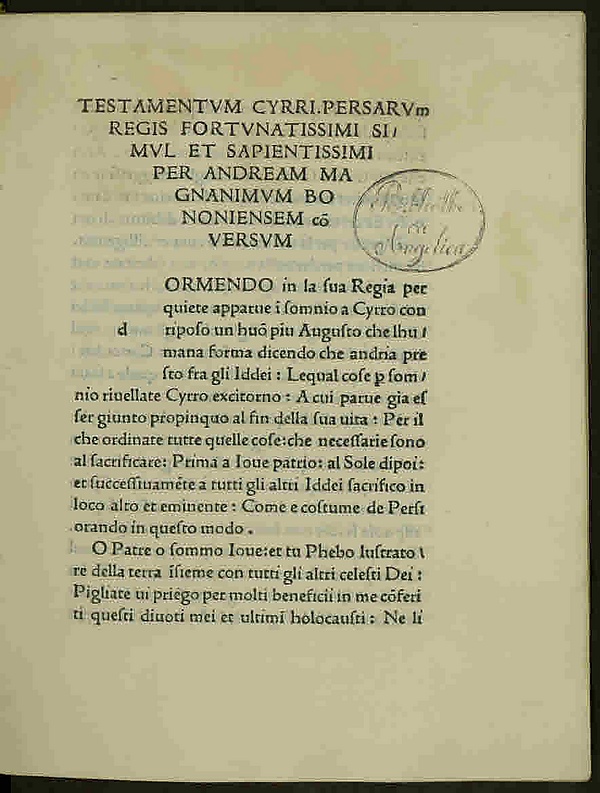 TESTAMENTVM CYRRI.PERSARVm
REGIS FORTVNATISSIMI SI/
MVL ET SAPIENTISSIMI
PER ANDREAM MA
GNANIMVM BO
NONIENSEM cō
VERSVM
Bibliothe
ca
Angelica
ORMENDO in la ſua Regia per
quiete apparue ī ſomnio a Cyrro con
d
ripoſo un huō piu Auguſto che lhu/
mana forma dicendo che andria pre
ſto fra gli Iddei : Lequal coſe ꝑ ſom/
nio riuellate Cyrro excitorno : A cui parue gia eſ
ſer giunto propinquo al fin della ſua uita : Per il
che ordinate tutte quelle coſe:che neceſſarie ſono
al ſacrificare: Prima a Ioue patrio: al Sole dipoi:
et ſucceſſiuamēte a tutti gli altri Iddei ſacrifico in
loco alto et eminente : Come e coſtume de Perſi
orando in queſto modo .
O Patre o ſommo Ioue:et tu Phebo luſtrato\
re della terra īſieme con tutti gli altri celeſti Dei :
Pigliate ui priego per molti beneficii in me cōferi
ti queſti diuoti mei et ultimi holocauſti : Ne li